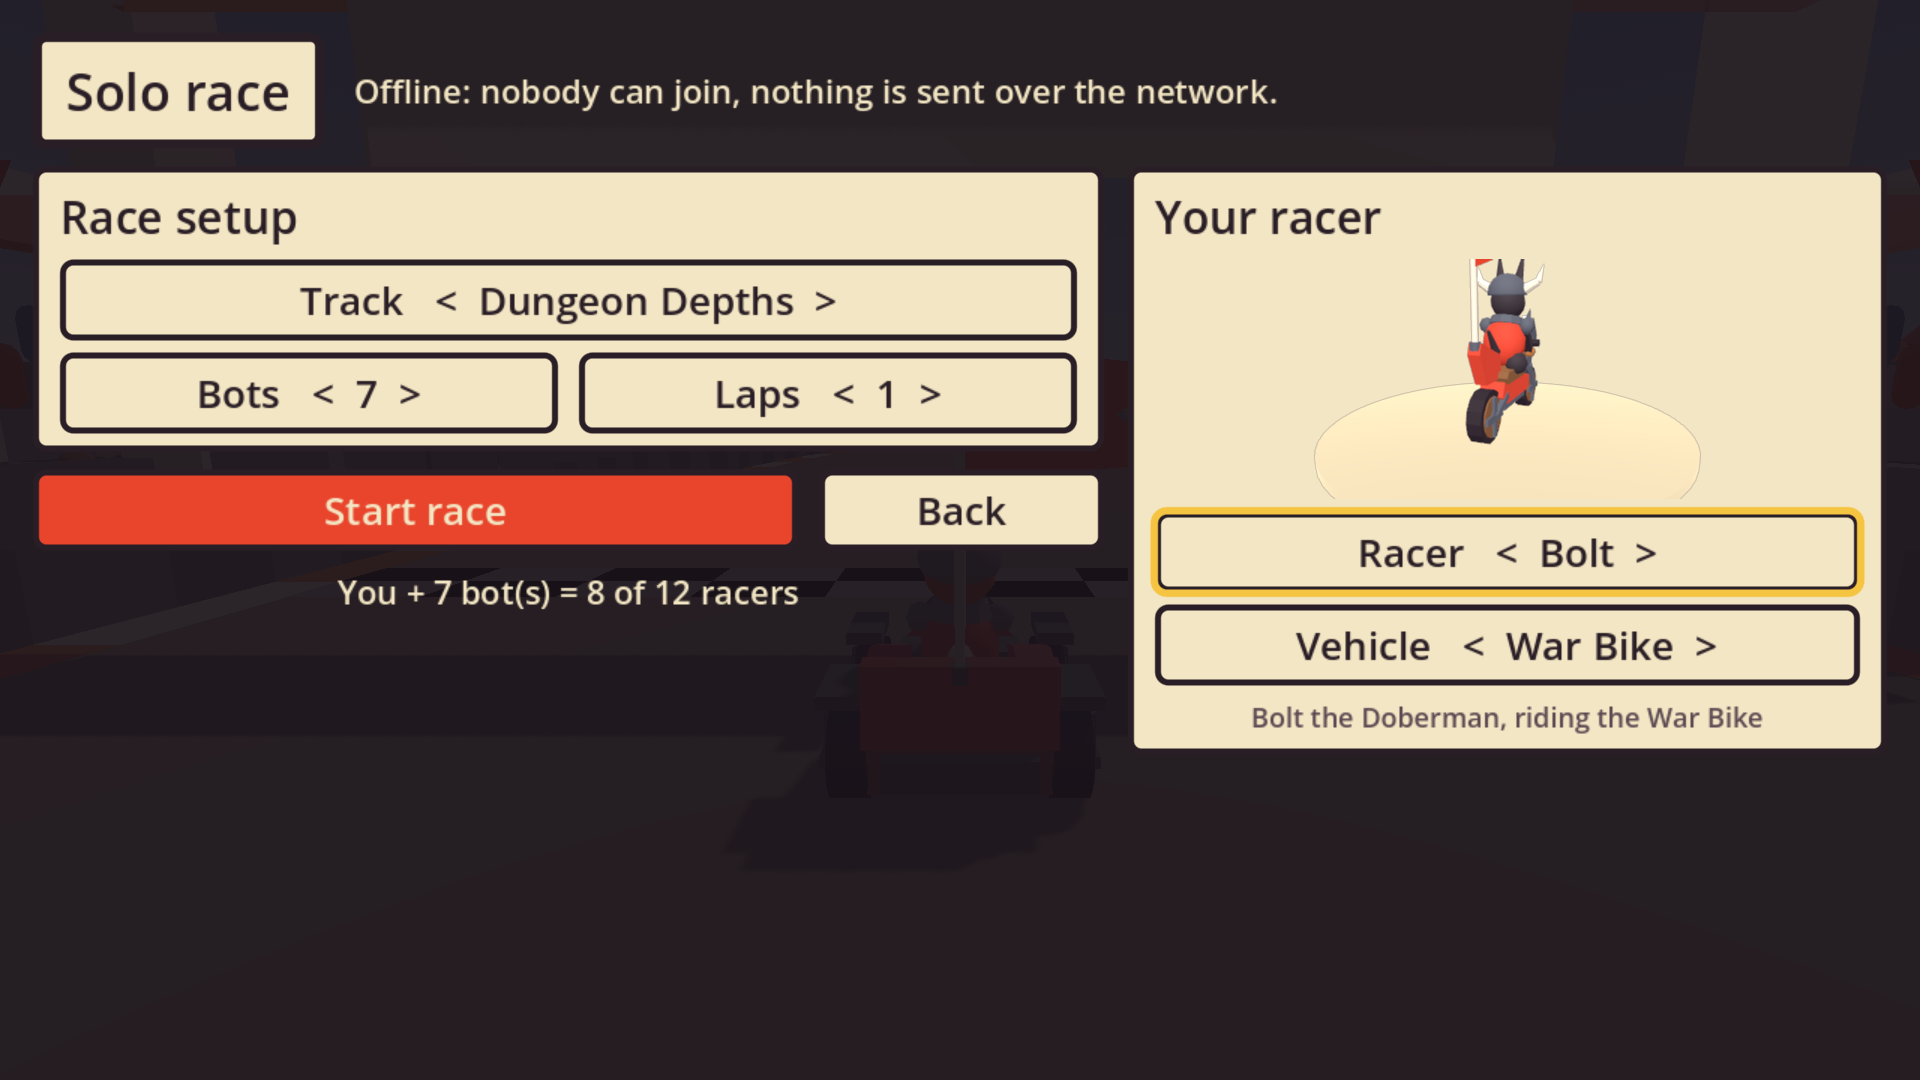 Solo race
Offline: nobody can join, nothing is sent over the network.
Race setup
Track < Dungeon Depths >
Bots < 7 >
Laps < 1 >
Start race
Back
You + 7 bot(s) = 8 of 12 racers
Your racer
Racer < Bolt >
Vehicle < War Bike >
Bolt the Doberman, riding the War Bike